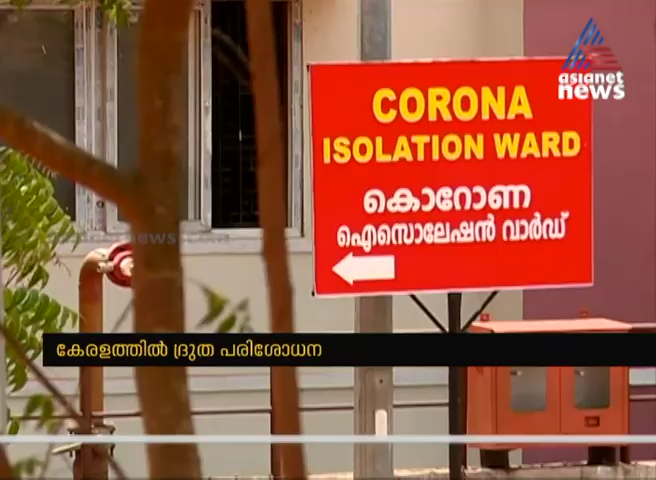 asianet
news
CORONA
ISOLATION WARD
കൊറോണ
ഐസൊലേഷൻ വാർഡ്
കേരളത്തിൽ ദ്രുത പരിശോധന